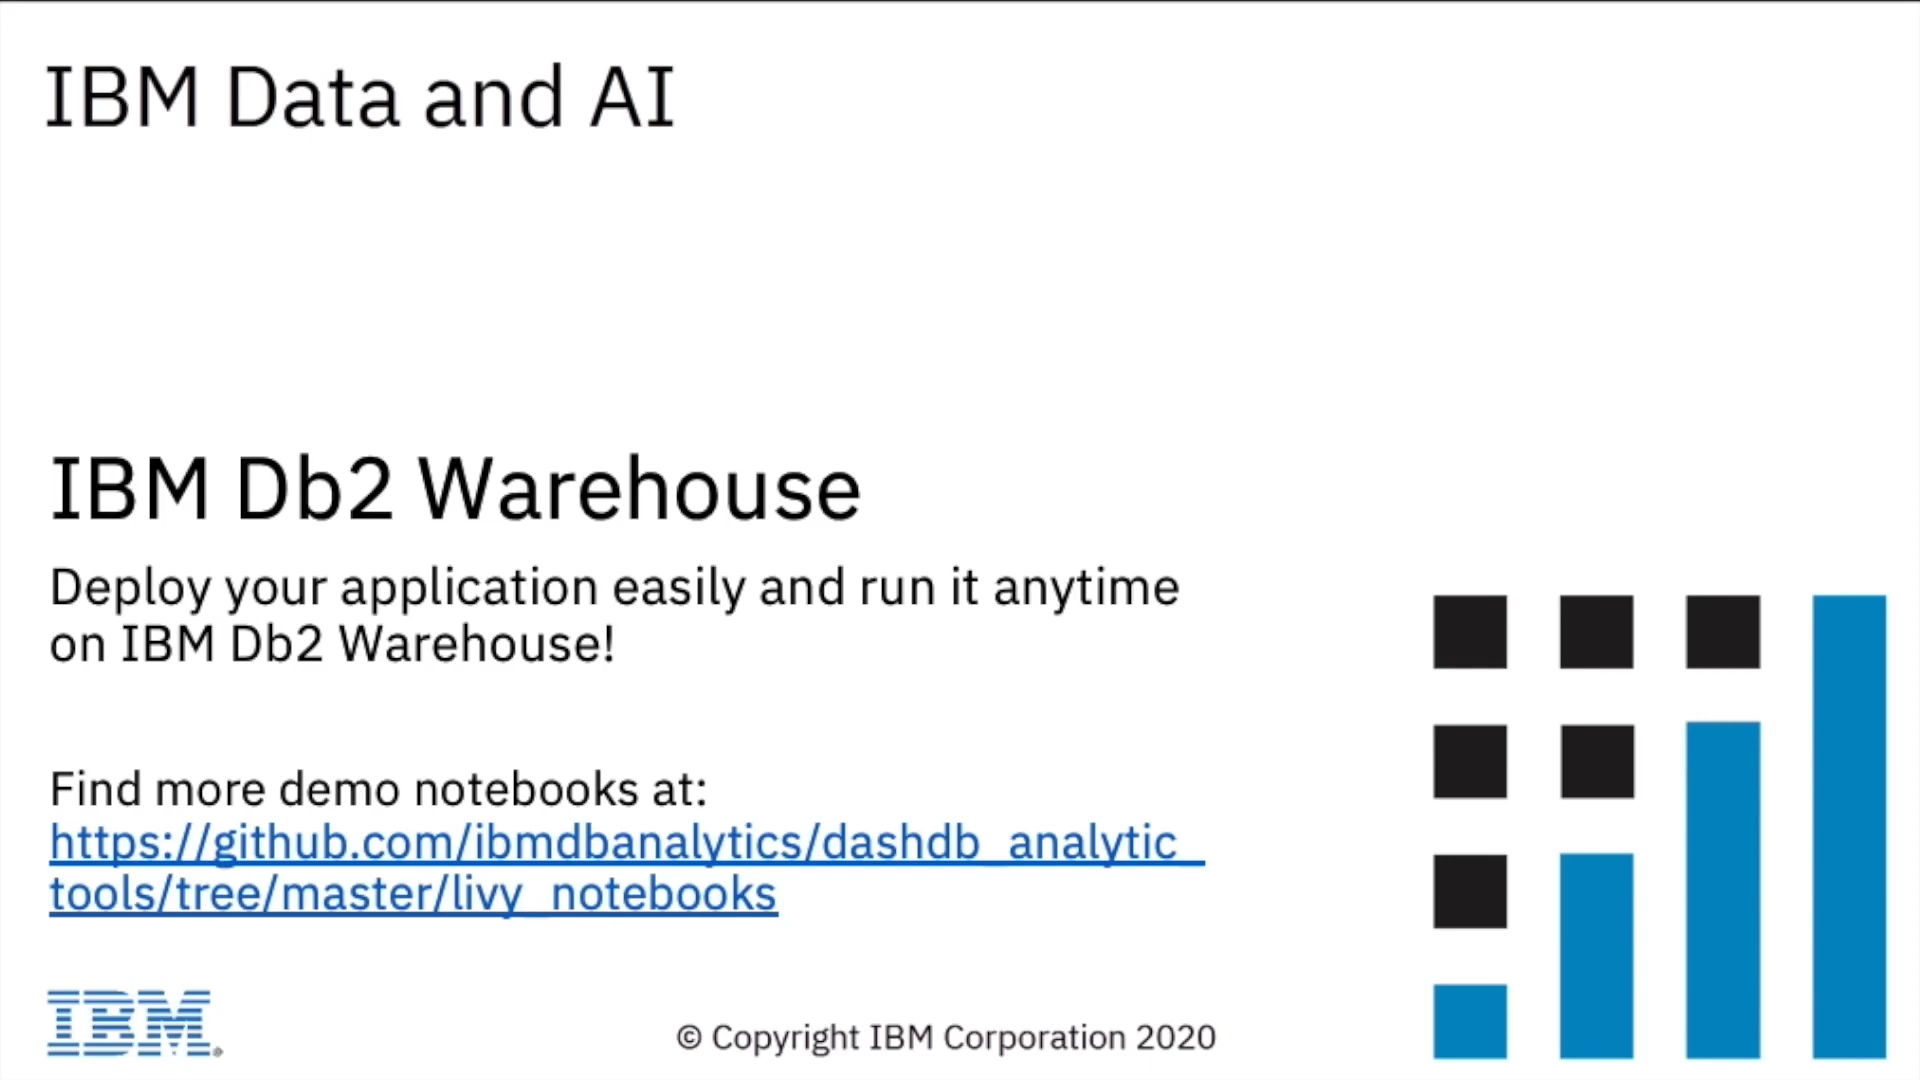 IBM Data and AI
IBM Db2 Warehouse
Deploy your application easily and run it anytime
on IBM Db2 Warehouse!
Find more demo notebooks at:
https://github.com/ibmdbanalytics/dashdb_analytic_
tools/tree/master/livy_notebooks
IBM®
© Copyright IBM Corporation 2020